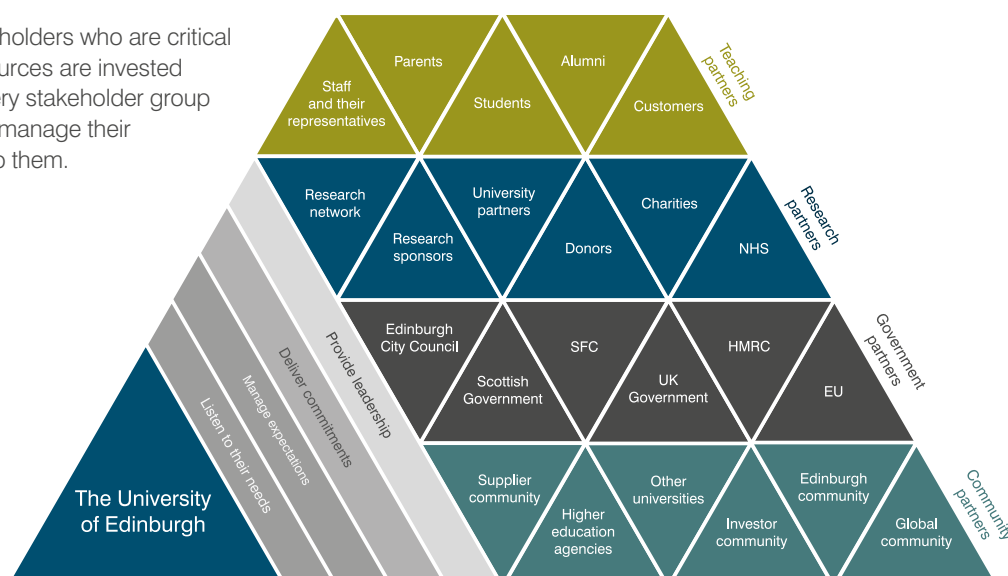 holders who are critical
urces are invested
ery stakeholder group
manage their
o them.
Staff
and their
representatives
Parents
Students
Alumni
Customers
Teaching
partners
Research
network
Research
sponsors
University
partners
Donors
Charities
NHS
Research
partners
Edinburgh
City Council
Scottish
Government
SFC
UK
Government
HMRC
EU
Government
partners
Supplier
community
Higher
education
agencies
Other
universities
Investor
community
Edinburgh
community
Global
community
Community
partners
The University
of Edinburgh
Listen to their needs
Manage expectations
Deliver commitments
Provide leadership